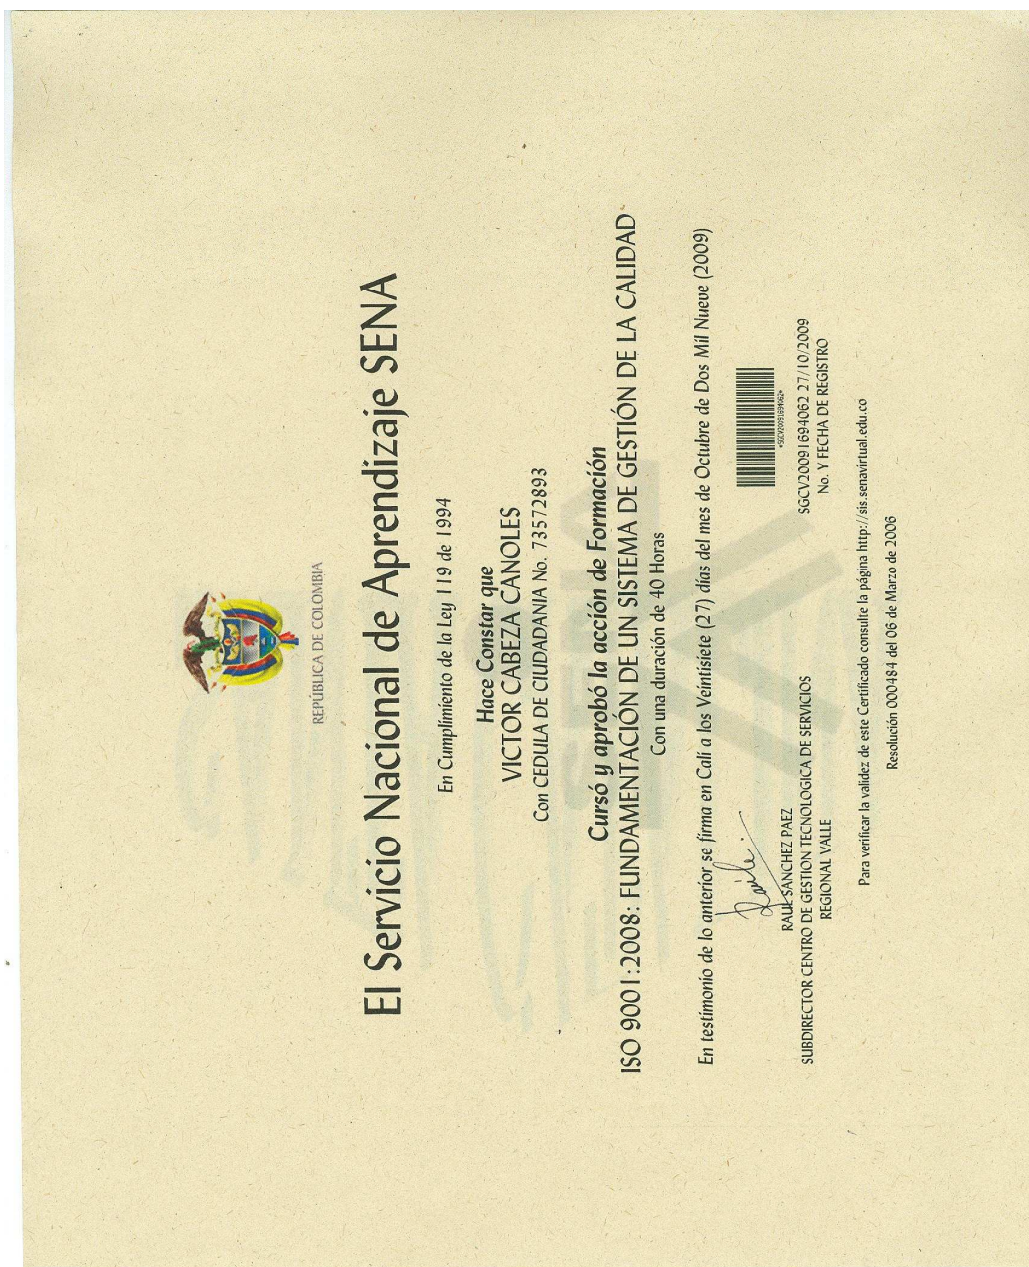 REPÚBLICA DE COLOMBIA
El Servicio Nacional de Aprendizaje SENA
En Cumplimiento de la Ley 119 de 1994
Hace Constar que
VICTOR CABEZA CANOLES
Con CEDULA DE CIUDADANIA No. 73572893
Cursó y aprobó la acción de Formación
ISO 9001:2008: FUNDAMENTACIÓN DE UN SISTEMA DE GESTIÓN DE LA CALIDAD
Con una duración de 40 Horas
En testimonio de lo anterior se firma en Cali a los Veintisiete (27) días del mes de Octubre de Dos Mil Nueve (2009)
*SGCV20091694062*
RAUL SANCHEZ PAEZ
SUBDIRECTOR CENTRO DE GESTION TECNOLOGICA DE SERVICIOS
REGIONAL VALLE
SGCV20091694062 27/10/2009
No. Y FECHA DE REGISTRO
Para verificar la validez de este Certificado consulte la página http://sis.senavirtual.edu.co
Resolución 000484 del 06 de Marzo de 2006